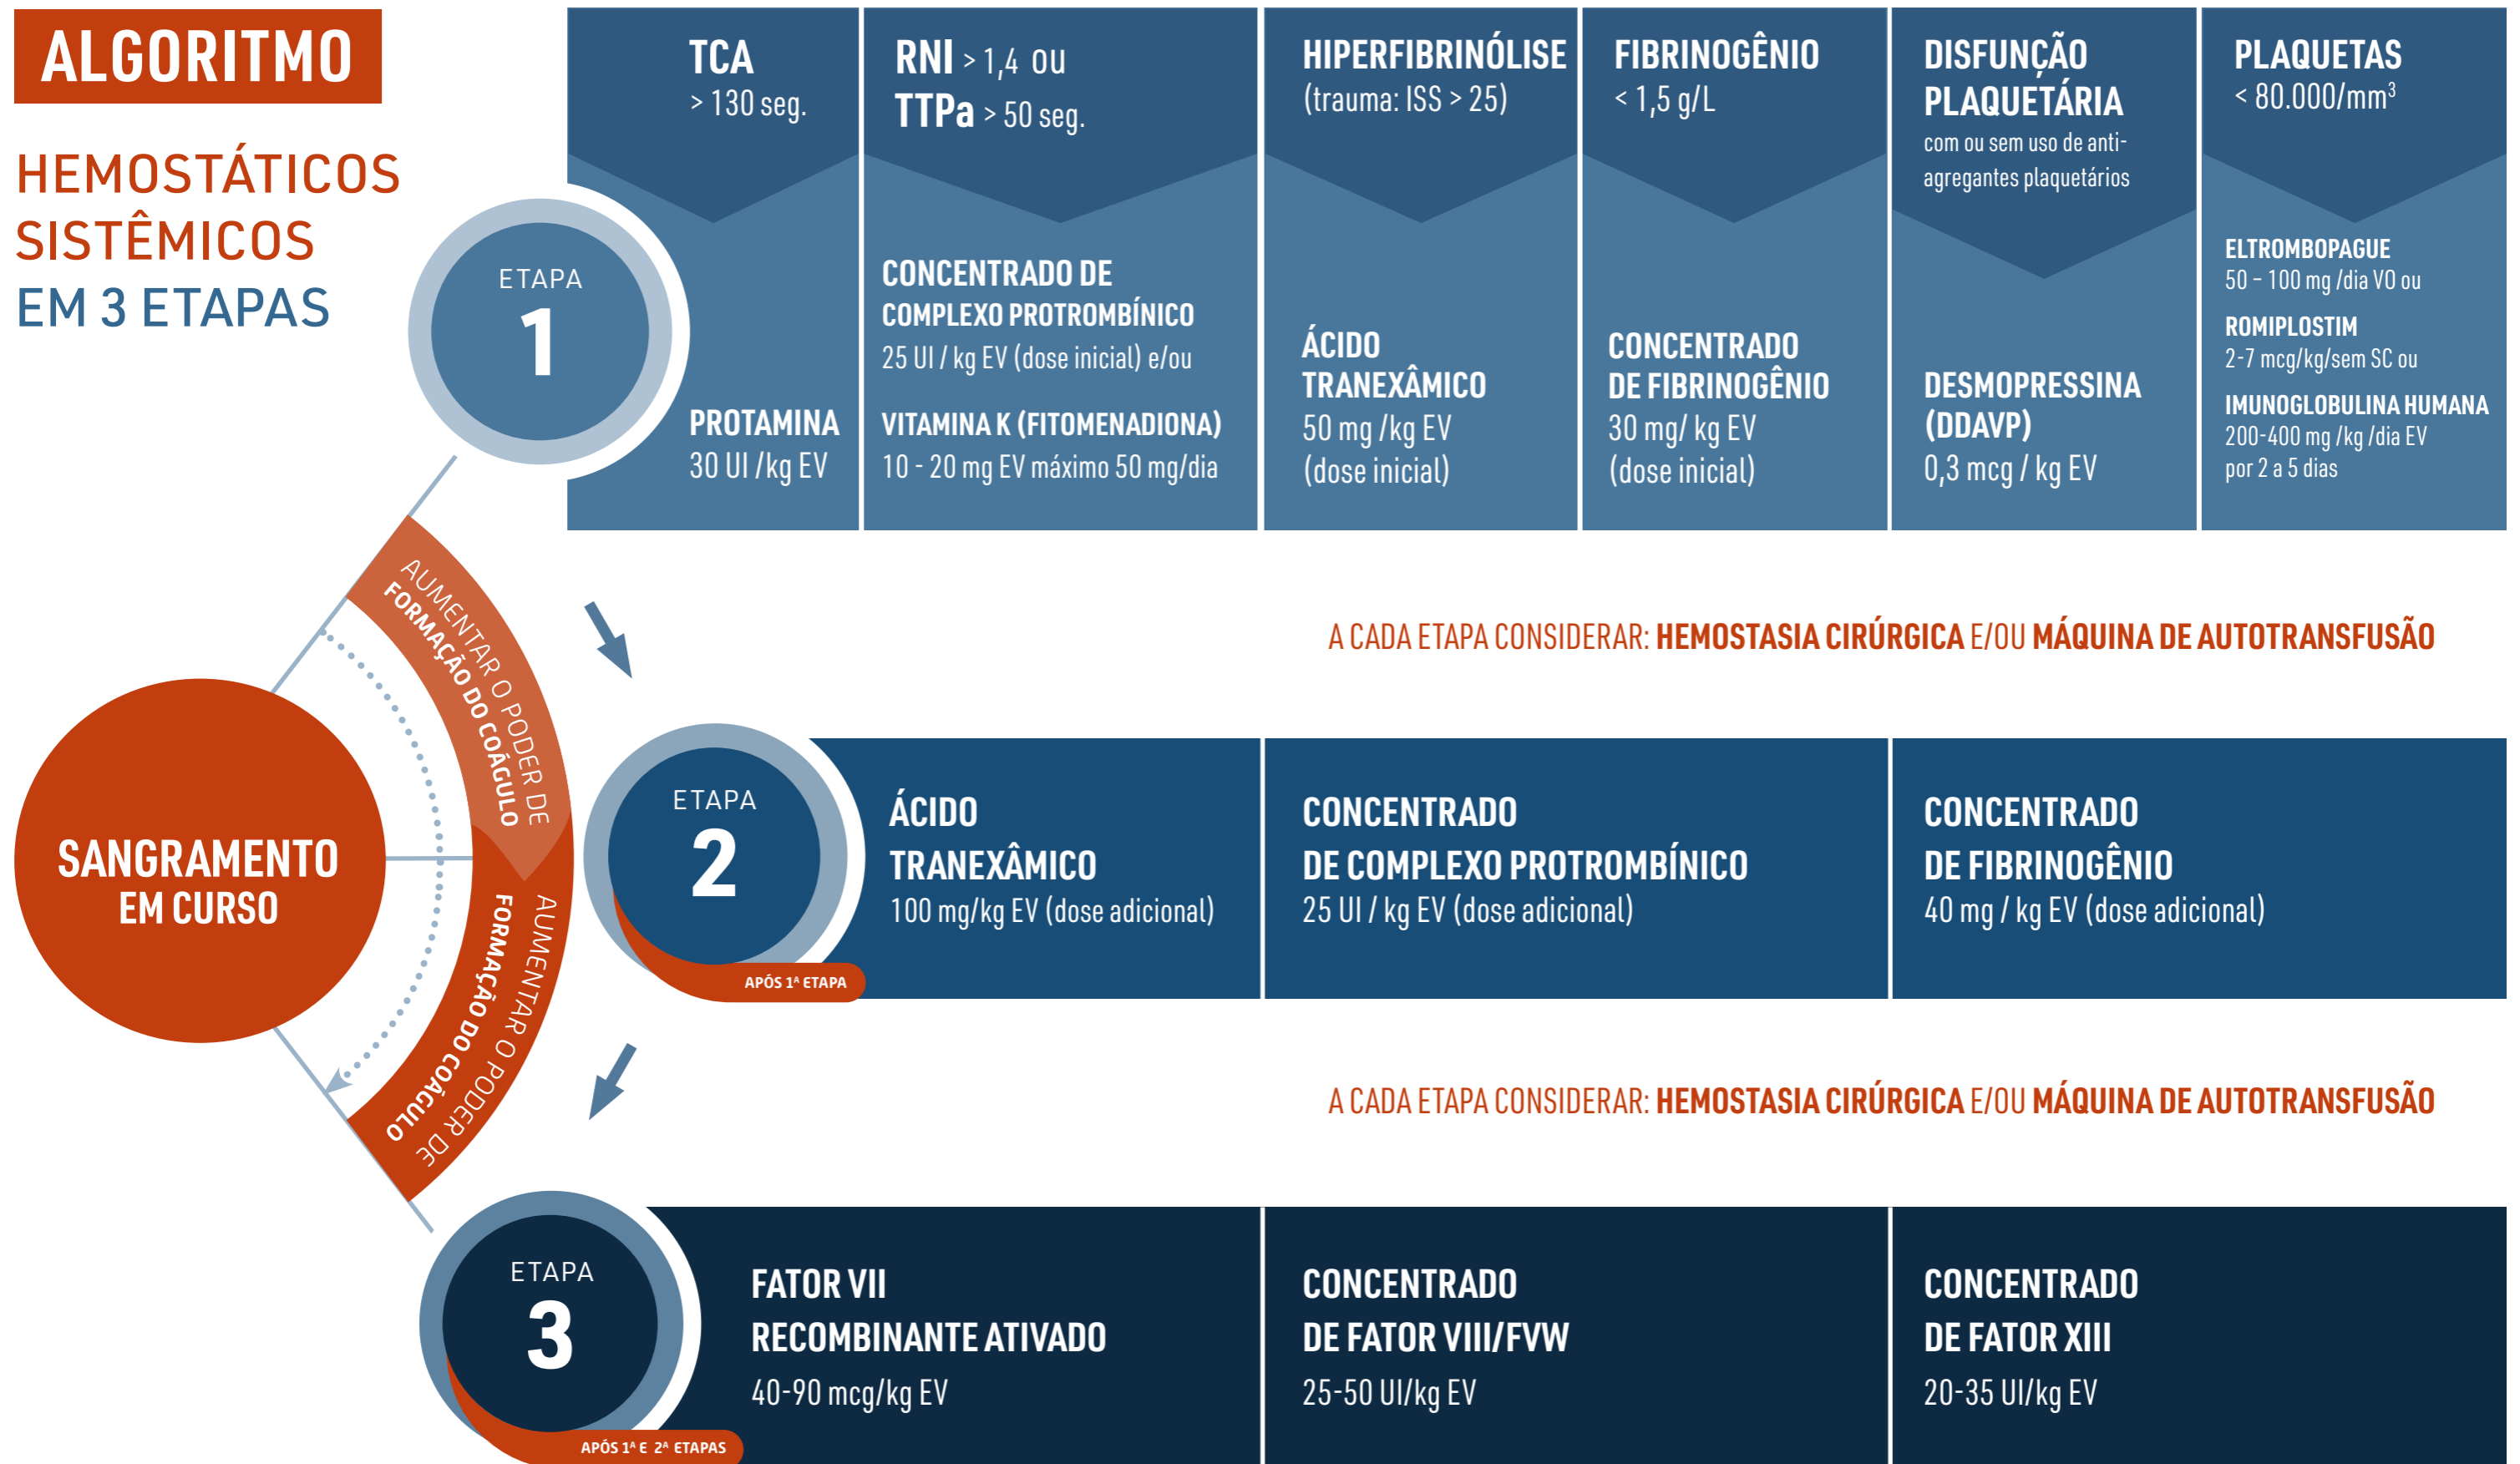 ALGORITMO
HEMOSTÁTICOS
SISTÊMICOS
EM 3 ETAPAS
ETAPA
1
TCA
> 130 seg.
PROTAMINA
30 UI /kg EV
RNI > 1,4 ou
TTPa > 50 seg.
CONCENTRADO DE
COMPLEXO PROTROMBÍNICO
25 UI / kg EV (dose inicial) e/ou
VITAMINA K (FITOMENADIONA)
10 - 20 mg EV máximo 50 mg/dia
HIPERFIBRINÓLISE
(trauma: ISS > 25)
ÁCIDO
TRANEXÂMICO
50 mg /kg EV
(dose inicial)
FIBRINOGÊNIO
< 1,5 g/L
CONCENTRADO
DE FIBRINOGÊNIO
30 mg/ kg EV
(dose inicial)
DISFUNÇÃO
PLAQUETÁRIA
com ou sem uso de anti-
agregantes plaquetários
DESMOPRESSINA
(DDAVP)
0,3 mcg / kg EV
PLAQUETAS
< 80.000/mm³
ELTROMBOPAGUE
50 – 100 mg /dia VO ou
ROMIPLOSTIM
2-7 mcg/kg/sem SC ou
IMUNOGLOBULINA HUMANA
200-400 mg /kg /dia EV
por 2 a 5 dias
AUMENTAR O PODER DE
FORMAÇÃO DO COÁGULO
A CADA ETAPA CONSIDERAR: HEMOSTASIA CIRÚRGICA E/OU MÁQUINA DE AUTOTRANSFUSÃO
SANGRAMENTO
EM CURSO
ETAPA
2
APÓS 1ᴬ ETAPA
ÁCIDO
TRANEXÂMICO
100 mg/kg EV (dose adicional)
CONCENTRADO
DE COMPLEXO PROTROMBÍNICO
25 UI / kg EV (dose adicional)
CONCENTRADO
DE FIBRINOGÊNIO
40 mg / kg EV (dose adicional)
AUMENTAR O PODER DE
FORMAÇÃO DO COÁGULO
A CADA ETAPA CONSIDERAR: HEMOSTASIA CIRÚRGICA E/OU MÁQUINA DE AUTOTRANSFUSÃO
ETAPA
3
APÓS 1ᴬ E 2ᴬ ETAPAS
FATOR VII
RECOMBINANTE ATIVADO
40-90 mcg/kg EV
CONCENTRADO
DE FATOR VIII/FVW
25-50 UI/kg EV
CONCENTRADO
DE FATOR XIII
20-35 UI/kg EV